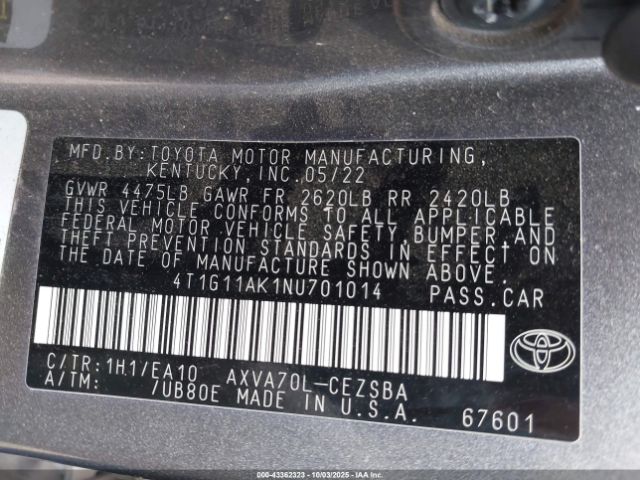 MFD.BY:TOYOTA MOTOR MANUFACTURING,
KENTUCKY,INC.05/22
GVWR 4475LB GAWR FR 2620LB RR 2420LB
THIS VEHICLE CONFORMS TO ALL APPLICABLE
FEDERAL MOTOR VEHICLE SAFETY, BUMPER AND
THEFT PREVENTION STANDARDS IN EFFECT ON
THE DATE OF MANUFACTURE SHOWN ABOVE.
4T1G11AK1NU701014 PASS.CAR
C/TR:1H1/EA10 AXVA70L-CEZSBA
A/TM: 7UB80E MADE IN U.S.A.
67601
000-43362323 - 10/03/2025 - Copyright © 2025 IAA, LLC.